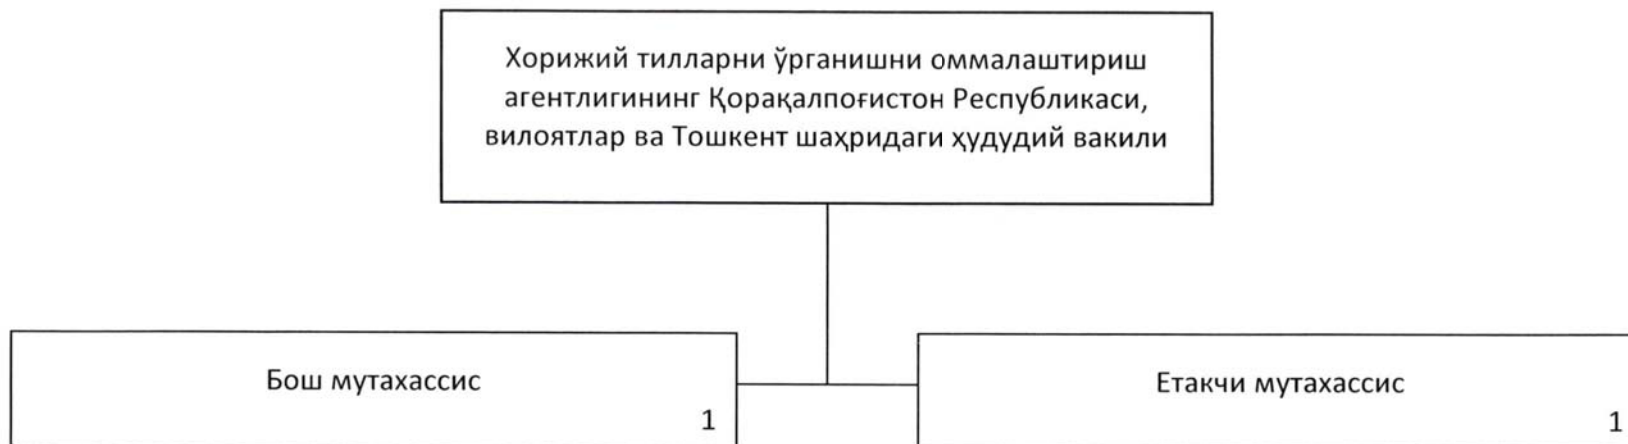 Хорижий тилларни ўрганишни оммалаштириш
агентлигининг Қорақалпоғистон Республикаси,
вилоятлар ва Тошкент шаҳридаги ҳудудий вакили
Бош мутахассис
1
Етакчи мутахассис
1